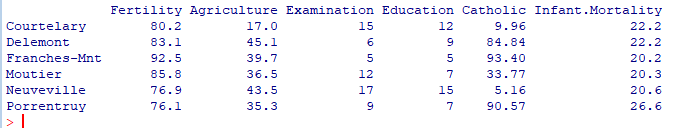 Fertility Agriculture Examination Education Catholic Infant.Mortality
Courtelary 80.2 17.0 15 12 9.96 22.2
Delemont 83.1 45.1 6 9 84.84 22.2
Franches-Mnt 92.5 39.7 5 5 93.40 20.2
Moutier 85.8 36.5 12 7 33.77 20.3
Neuveville 76.9 43.5 17 15 5.16 20.6
Porrentruy 76.1 35.3 9 7 90.57 26.6
>